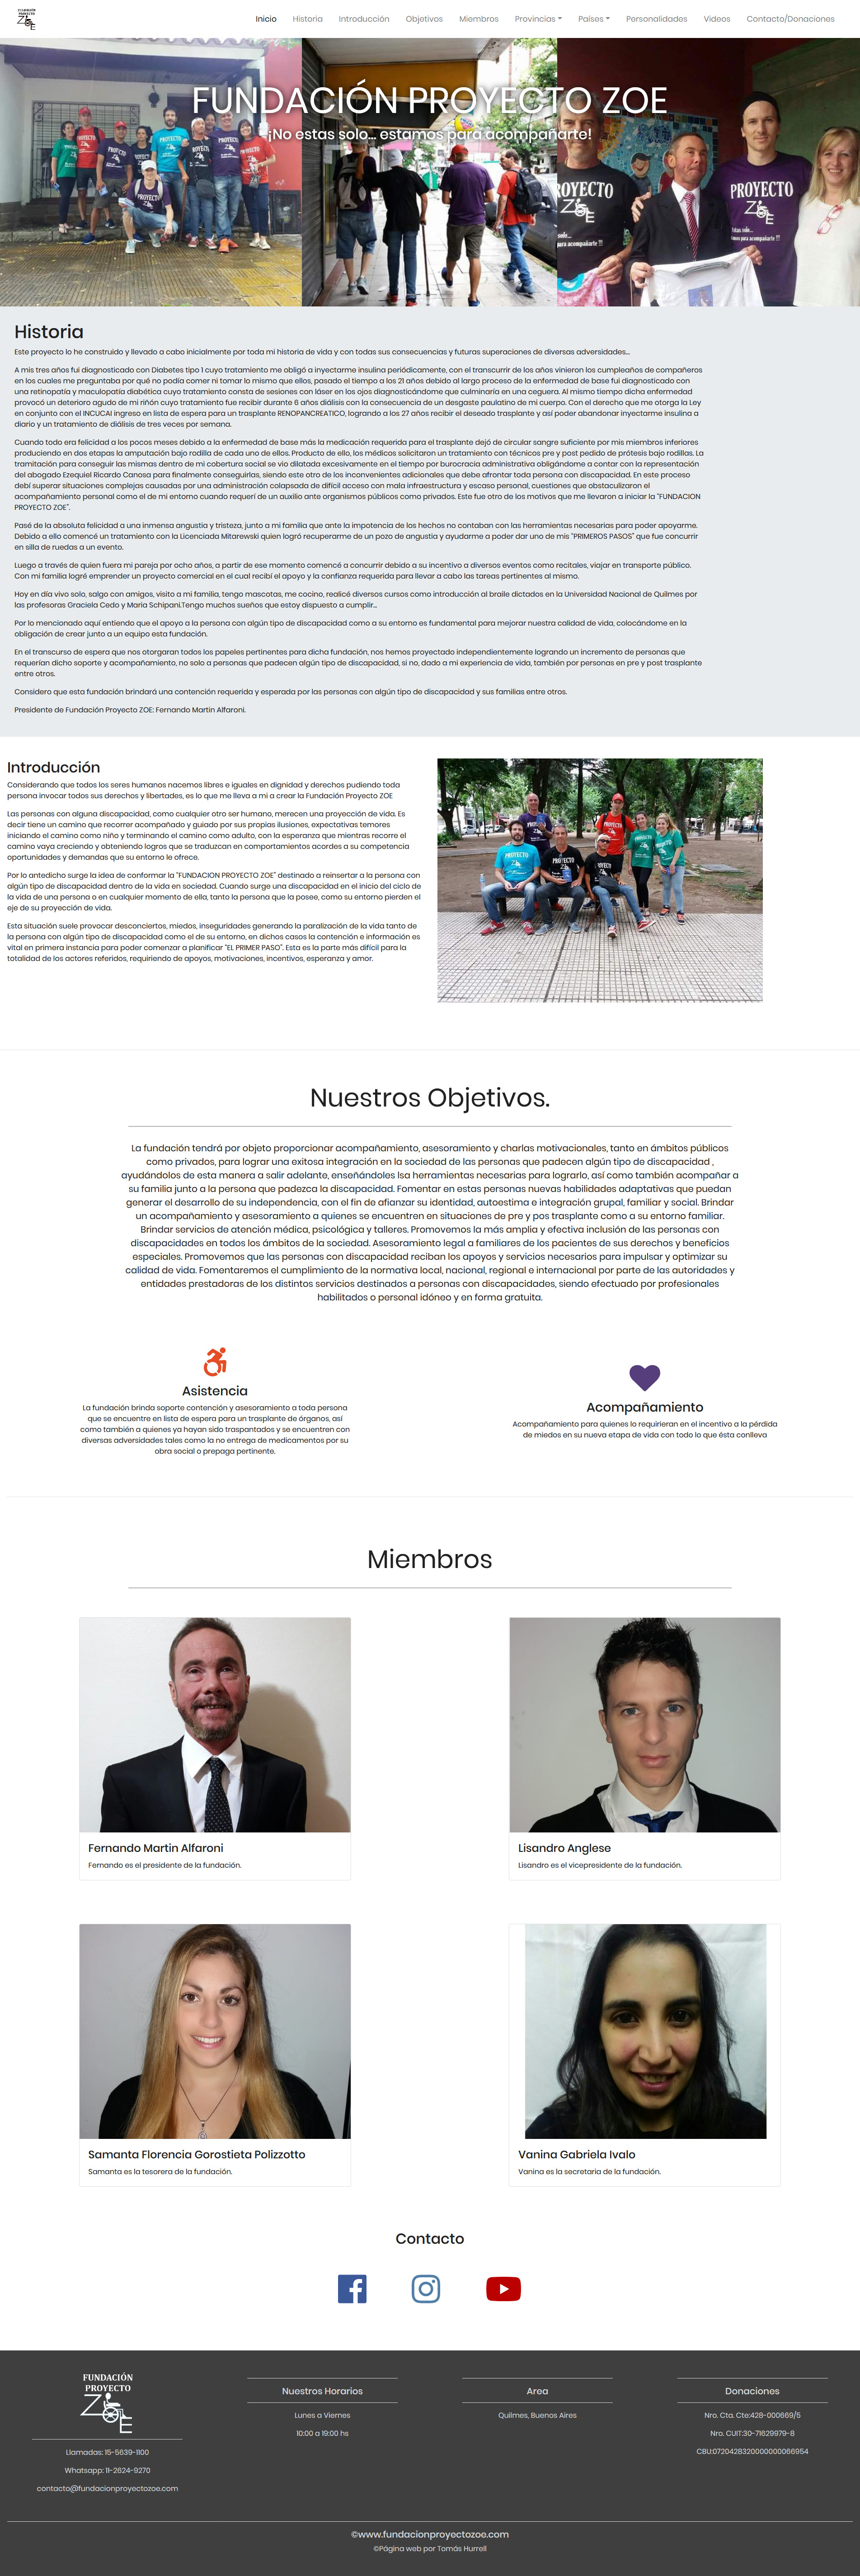 FUNDACIÓN
PROYECTO
ZOE
Inicio
Historia
Introducción
Objetivos
Miembros
Provincias
Países
Personalidades
Videos
Contacto/Donaciones
FUNDACIÓN PROYECTO ZOE
¡No estas solo... estamos para acompañarte!
Historia
Este proyecto lo he construido y llevado a cabo inicialmente por toda mi historia de vida y con todas sus consecuencias y futuras superaciones de diversas adversidades...
A mis tres años fui diagnosticado con Diabetes tipo 1 cuyo tratamiento me obligó a inyectarme insulina periódicamente, con el transcurrir de los años vinieron los cumpleaños de compañeros
en los cuales me preguntaba por qué no podía comer ni tomar lo mismo que ellos, pasado el tiempo a los 21 años debido al largo proceso de la enfermedad de base fui diagnosticado con
una retinopatía y maculopatía diabética cuyo tratamiento consta de sesiones con láser en los ojos diagnosticándome que culminaría en una ceguera. Al mismo tiempo dicha enfermedad
provocó un deterioro agudo de mi riñón cuyo tratamiento fue recibir durante 6 años diálisis con la consecuencia de un desgaste paulatino de mi cuerpo. Con el derecho que me otorga la Ley
en conjunto con el INCUCAI ingreso en lista de espera para un trasplante RENOPANCREATICO, logrando a los 27 años recibir el deseado trasplante y así poder abandonar inyectarme insulina a
diario y un tratamiento de diálisis de tres veces por semana.
Cuando todo era felicidad a los pocos meses debido a la enfermedad de base más la medicación requerida para el trasplante dejó de circular sangre suficiente por mis miembros inferiores
produciendo en dos etapas la amputación bajo rodilla de cada uno de ellos. Producto de ello, los médicos solicitaron un tratamiento con técnicos pre y post pedido de prótesis bajo rodillas. La
tramitación para conseguir las mismas dentro de mi cobertura social se vio dilatada excesivamente en el tiempo por burocracia administrativa obligándome a contar con la representación
del abogado Ezequiel Ricardo Canosa para finalmente conseguirlas, siendo este otro de los inconvenientes adicionales que debe afrontar toda persona con discapacidad. En este proceso
debí superar situaciones complejas causadas por una administración colapsada de difícil acceso con mala infraestructura y escaso personal, cuestiones que obstaculizaron el
acompañamiento personal como el de mi entorno cuando requerí de un auxilio ante organismos públicos como privados. Este fue otro de los motivos que me llevaron a iniciar la "FUNDACION
PROYECTO ZOE".
Pasé de la absoluta felicidad a una inmensa angustia y tristeza, junto a mi familia que ante la impotencia de los hechos no contaban con las herramientas necesarias para poder apoyarme.
Debido a ello comencé un tratamiento con la Licenciada Mitarewski quien logró recuperarme de un pozo de angustia y ayudarme a poder dar uno de mis "PRIMEROS PASOS" que fue concurrir
en silla de ruedas a un evento.
Luego a través de quien fuera mi pareja por ocho años, a partir de ese momento comencé a concurrir debido a su incentivo a diversos eventos como recitales, viajar en transporte público.
Con mi familia logré emprender un proyecto comercial en el cual recibí el apoyo y la confianza requerida para llevar a cabo las tareas pertinentes al mismo.
Hoy en día vivo solo, salgo con amigos, visito a mi familia, tengo mascotas, me cocino, realicé diversos cursos como introducción al braile dictados en la Universidad Nacional de Quilmes por
las profesoras Graciela Cedo y Maria Schipani.Tengo muchos sueños que estoy dispuesto a cumplir...
Por lo mencionado aquí entiendo que el apoyo a la persona con algún tipo de discapacidad como a su entorno es fundamental para mejorar nuestra calidad de vida, colocándome en la
obligación de crear junto a un equipo esta fundación.
En el transcurso de espera que nos otorgaran todos los papeles pertinentes para dicha fundación, nos hemos proyectado independientemente logrando un incremento de personas que
requerían dicho soporte y acompañamiento, no solo a personas que padecen algún tipo de discapacidad, si no, dado a mi experiencia de vida, también por personas en pre y post trasplante
entre otros.
Considero que esta fundación brindará una contención requerida y esperada por las personas con algún tipo de discapacidad y sus familias entre otros.
Presidente de Fundación Proyecto ZOE: Fernando Martin Alfaroni.
Introducción
Considerando que todos los seres humanos nacemos libres e iguales en dignidad y derechos pudiendo toda
persona invocar todos sus derechos y libertades, es lo que me lleva a mi a crear la Fundación Proyecto ZOE
Las personas con alguna discapacidad, como cualquier otro ser humano, merecen una proyección de vida. Es
decir tiene un camino que recorrer acompañado y guiado por sus propias ilusiones, expectativas temores
iniciando el camino como niño y terminando el camino como adulto, con la esperanza que mientras recorre el
camino vaya creciendo y obteniendo logros que se traduzcan en comportamientos acordes a su competencia
oportunidades y demandas que su entorno le ofrece.
Por lo antedicho surge la idea de conformar la "FUNDACION PROYECTO ZOE" destinado a reinsertar a la persona con
algún tipo de discapacidad dentro de la vida en sociedad. Cuando surge una discapacidad en el inicio del ciclo de
la vida de una persona o en cualquier momento de ella, tanto la persona que la posee, como su entorno pierden el
eje de su proyección de vida.
Esta situación suele provocar desconciertos, miedos, inseguridades generando la paralización de la vida tanto de
la persona con algún tipo de discapacidad como el de su entorno, en dichos casos la contención e información es
vital en primera instancia para poder comenzar a planificar "EL PRIMER PASO". Esta es la parte más difícil para la
totalidad de los actores referidos, requiriendo de apoyos, motivaciones, incentivos, esperanza y amor.
Nuestros Objetivos.
La fundación tendrá por objeto proporcionar acompañamiento, asesoramiento y charlas motivacionales, tanto en ámbitos públicos
como privados, para lograr una exitosa integración en la sociedad de las personas que padecen algún tipo de discapacidad ,
ayudándolos de esta manera a salir adelante, enseñándoles lsa herramientas necesarias para lograrlo, así como también acompañar a
su familia junto a la persona que padezca la discapacidad. Fomentar en estas personas nuevas habilidades adaptativas que puedan
generar el desarrollo de su independencia, con el fin de afianzar su identidad, autoestima e integración grupal, familiar y social. Brindar
un acompañamiento y asesoramiento a quienes se encuentren en situaciones de pre y pos trasplante como a su entorno familiar.
Brindar servicios de atención médica, psicológica y talleres. Promovemos la más amplia y efectiva inclusión de las personas con
discapacidades en todos los ámbitos de la sociedad. Asesoramiento legal a familiares de los pacientes de sus derechos y beneficios
especiales. Promovemos que las personas con discapacidad reciban los apoyos y servicios necesarios para impulsar y optimizar su
calidad de vida. Fomentaremos el cumplimiento de la normativa local, nacional, regional e internacional por parte de las autoridades y
entidades prestadoras de los distintos servicios destinados a personas con discapacidades, siendo efectuado por profesionales
habilitados o personal idóneo y en forma gratuita.
Asistencia
La fundación brinda soporte contención y asesoramiento a toda persona
que se encuentre en lista de espera para un trasplante de órganos, así
como también a quienes ya hayan sido traspantados y se encuentren con
diversas adversidades tales como la no entrega de medicamentos por su
obra social o prepaga pertinente.
Acompañamiento
Acompañamiento para quienes lo requirieran en el incentivo a la pérdida
de miedos en su nueva etapa de vida con todo lo que ésta conlleva
Miembros
Fernando Martin Alfaroni
Fernando es el presidente de la fundación.
Lisandro Anglese
Lisandro es el vicepresidente de la fundación.
Samanta Florencia Gorostieta Polizzotto
Samanta es la tesorera de la fundación.
Vanina Gabriela Ivalo
Vanina es la secretaria de la fundación.
Contacto
FUNDACIÓN
PROYECTO
ZOE
Llamadas: 15-5639-1100
Whatsapp: 11-2624-9270
contacto@fundacionproyectozoe.com
Nuestros Horarios
Lunes a Viernes
10:00 a 19:00 hs
Area
Quilmes, Buenos Aires
Donaciones
Nro. Cta. Cte:428-000669/5
Nro. CUIT:30-71629979-8
CBU:0720428320000000066954
©www.fundacionproyectozoe.com
©Página web por Tomás Hurrell